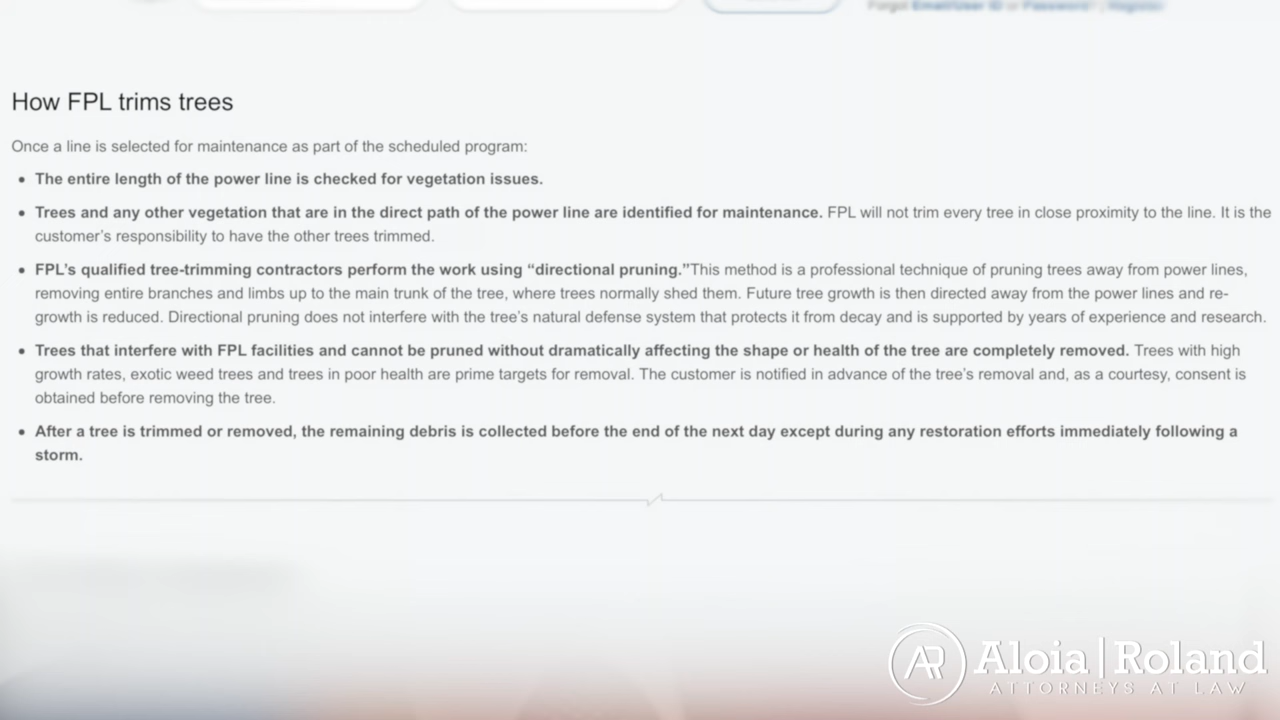 How FPL trims trees
Once a line is selected for maintenance as part of the scheduled program:
• The entire length of the power line is checked for vegetation issues.
• Trees and any other vegetation that are in the direct path of the power line are identified for maintenance. FPL will not trim every tree in close proximity to the line. It is the
customer's responsibility to have the other trees trimmed.
• FPL's qualified tree-trimming contractors perform the work using “directional pruning.”This method is a professional technique of pruning trees away from power lines,
removing entire branches and limbs up to the main trunk of the tree, where trees normally shed them. Future tree growth is then directed away from the power lines and re-
growth is reduced. Directional pruning does not interfere with the tree's natural defense system that protects it from decay and is supported by years of experience and research.
• Trees that interfere with FPL facilities and cannot be pruned without dramatically affecting the shape or health of the tree are completely removed. Trees with high
growth rates, exotic weed trees and trees in poor health are prime targets for removal. The customer is notified in advance of the tree's removal and, as a courtesy, consent is
obtained before removing the tree.
• After a tree is trimmed or removed, the remaining debris is collected before the end of the next day except during any restoration efforts immediately following a
storm.
AR Aloia | Roland
ATTORNEYS AT LAW